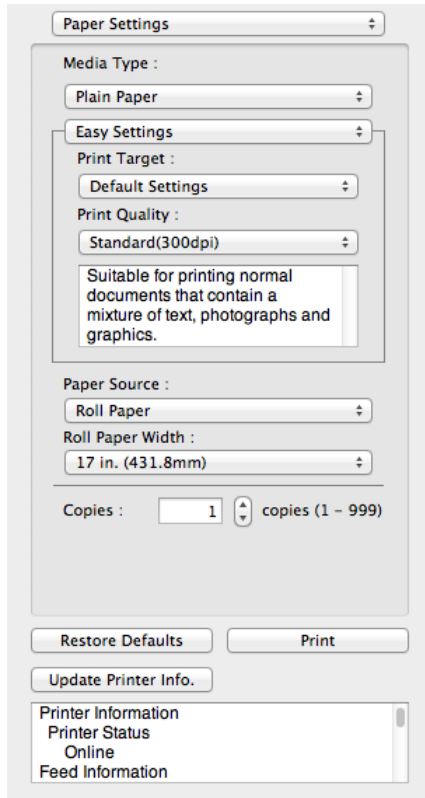 Paper Settings
Media Type :
Plain Paper
Easy Settings
Print Target :
Default Settings
Print Quality :
Standard(300dpi)
Suitable for printing normal
documents that contain a
mixture of text, photographs and
graphics.
Paper Source :
Roll Paper
Roll Paper Width :
17 in. (431.8mm)
Copies : 1 copies (1 – 999)
Restore Defaults Print
Update Printer Info.
Printer Information
Printer Status
Online
Feed Information